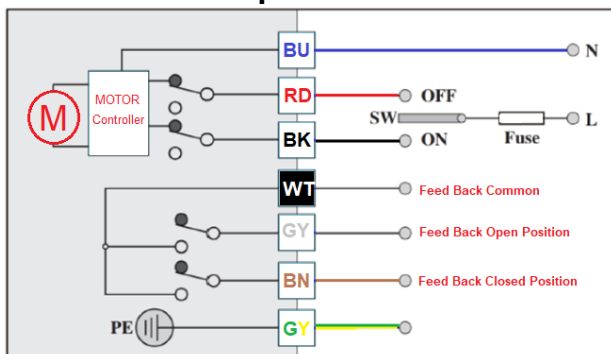 BU
N
M
MOTOR
Controller
RD
OFF
SW
Fuse
L
BK
ON
WT
Feed Back Common
GY
Feed Back Open Position
BN
Feed Back Closed Position
PE
GY